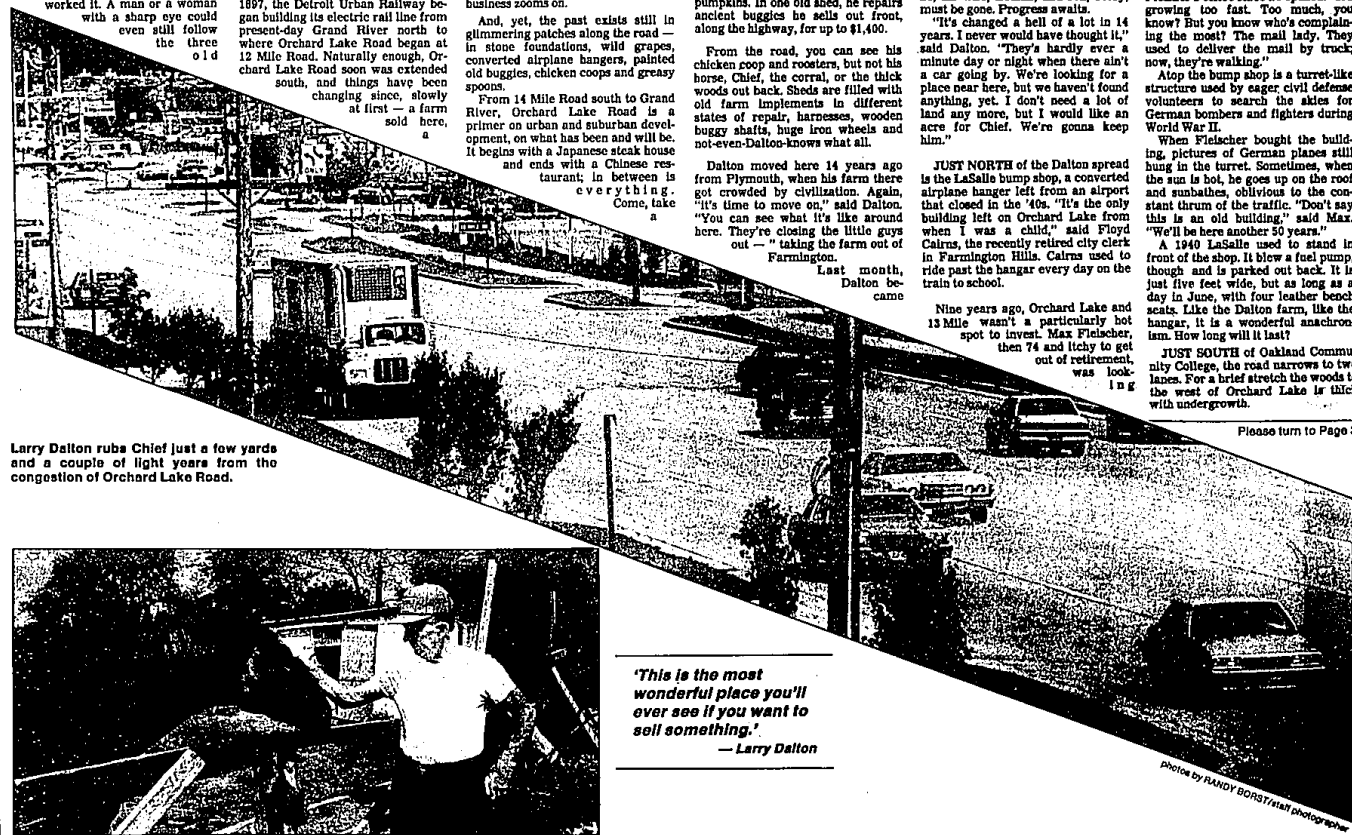 worked it. A man or a woman
with a sharp eye could
even still follow
the three
old
1897, the Detroit Urban Railway be-
gan building its electric rail line from
present-day Grand River north to
where Orchard Lake Road began at
12 Mile Road. Naturally enough, Or-
chard Lake Road soon was extended
south, and things have been
changing since, slowly
at first — a farm
sold here,
a
business zooms on.
And, yet, the past exists still in
glimmering patches along the road —
in stone foundations, wild grapes,
converted airplane hangers, painted
old buggies, chicken coops and greasy
spoons.
From 14 Mile Road south to Grand
River, Orchard Lake Road is a
primer on urban and suburban devel-
opment, on what has been and will be.
It begins with a Japanese steak house
and ends with a Chinese res-
taurant; in between is
everything.
Come, take
a
pumpkins. In one old shed, he repairs
ancient buggies he sells out front,
along the highway, for up to $1,400.
From the road, you can see his
chicken coop and roosters, but not his
horse, Chief, the corral, or the thick
woods out back. Sheds are filled with
old farm implements in different
states of repair, harnesses, wooden
buggy shafts, huge iron wheels and
not-even-Dalton-knows what all.
Dalton moved here 14 years ago
from Plymouth, when his farm there
got crowded by civilization. Again,
"it's time to move on," said Dalton.
"You can see what it's like around
here. They're closing the little guys
out — " taking the farm out of
Farmington.
Last month,
Dalton be-
came
must be gone. Progress awaits.
"It's changed a hell of a lot in 14
years. I never would have thought it,"
said Dalton. "They's hardly ever a
minute day or night when there ain't
a car going by. We're looking for a
place near here, but we haven't found
anything, yet. I don't need a lot of
land any more, but I would like an
acre for Chief. We're gonna keep
him."
JUST NORTH of the Dalton spread
is the LaSalle bump shop, a converted
airplane hanger left from an airport
that closed in the '40s. "It's the only
building left on Orchard Lake from
when I was a child," said Floyd
Cairns, the recently retired city clerk
in Farmington Hills. Cairns used to
ride past the hangar every day on the
train to school.
Nine years ago, Orchard Lake and
13 Mile wasn't a particularly hot
spot to invest. Max Fleischer,
then 74 and itchy to get
out of retirement,
was look-
ing
growing too fast. Too much, you
know? But you know who's complain-
ing the most? The mail lady. They
used to deliver the mail by truck;
now, they're walking."
Atop the bump shop is a turret-like
structure used by eager civil defense
volunteers to search the skies for
German bombers and fighters during
World War II.
When Fleischer bought the build-
ing, pictures of German planes still
hung in the turret. Sometimes, when
the sun is hot, he goes up on the roof
and sunbathes, oblivious to the con-
stant thrum of the traffic. "Don't say
this is an old building," said Max.
"We'll be here another 50 years."
A 1940 LaSalle used to stand in
front of the shop. It blew a fuel pump,
though and is parked out back. It is
just five feet wide, but as long as a
day in June, with four leather bench
seats. Like the Dalton farm, like the
hangar, it is a wonderful anachron-
ism. How long will it last?
JUST SOUTH of Oakland Commu
nity College, the road narrows to two
lanes. For a brief stretch the woods to
the west of Orchard Lake is thick
with undergrowth.
Please turn to Page
Larry Dalton rubs Chief just a few yards
and a couple of light years from the
congestion of Orchard Lake Road.
'This is the most
wonderful place you'll
ever see if you want to
sell something.'
— Larry Dalton
photos by RANDY BORST/staff photographer